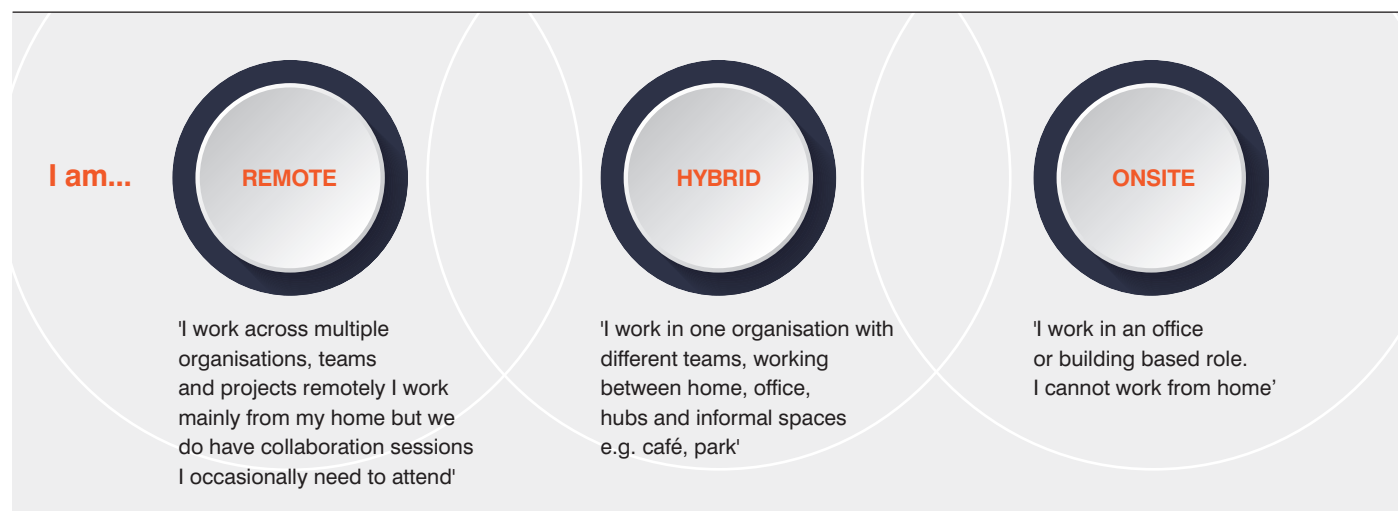 I am...
REMOTE
'I work across multiple
organisations, teams
and projects remotely I work
mainly from my home but we
do have collaboration sessions
I occasionally need to attend'
HYBRID
'I work in one organisation with
different teams, working
between home, office,
hubs and informal spaces
e.g. café, park'
ONSITE
'I work in an office
or building based role.
I cannot work from home’